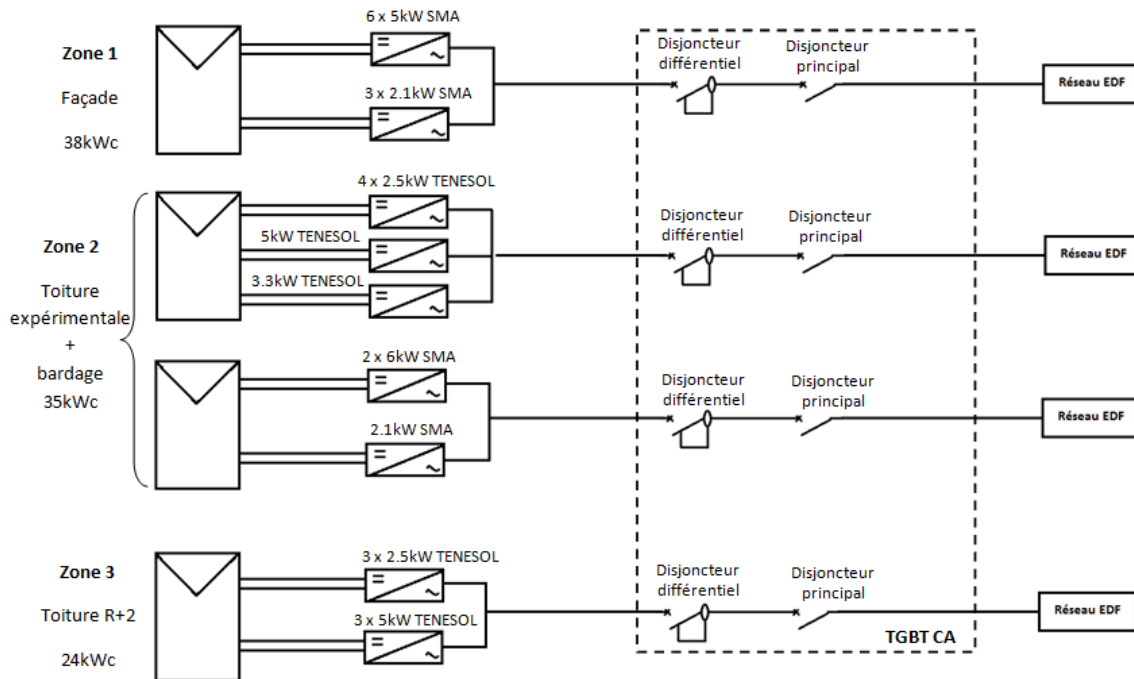 6 x 5kW SMA
Zone 1
Façade
38kWc
3 x 2.1kW SMA
Disjoncteur
différentiel
Disjoncteur
principal
Réseau EDF
4 x 2.5kW TENESOL
5kW TENESOL
3.3kW TENESOL
Zone 2
Toiture
expérimentale
+
bardage
35kWc
Disjoncteur
différentiel
Disjoncteur
principal
Réseau EDF
2 x 6kW SMA
2.1kW SMA
Disjoncteur
différentiel
Disjoncteur
principal
Réseau EDF
3 x 2.5kW TENESOL
Zone 3
Toiture R+2
24kWc
3 x 5kW TENESOL
Disjoncteur
différentiel
Disjoncteur
principal
Réseau EDF
TGBT CA